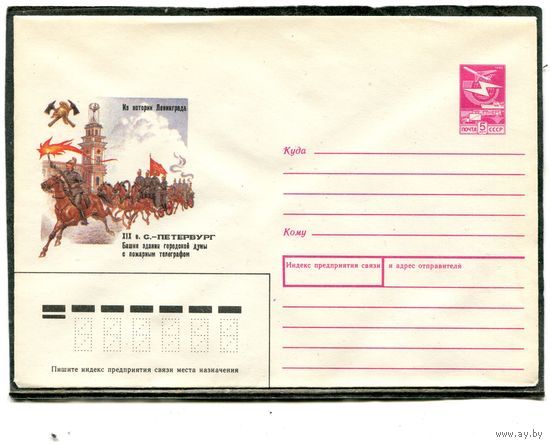 Из истории Ленинграда
ПОЧТА 5 СССР
Куда
III в. С.-ПЕТЕРБУРГ
Башня здания городской думы
с пожарным телеграфом
Кому
Индекс предприятия связи и адрес отправителя
Пишите индекс предприятия связи места назначения
www.ay.by